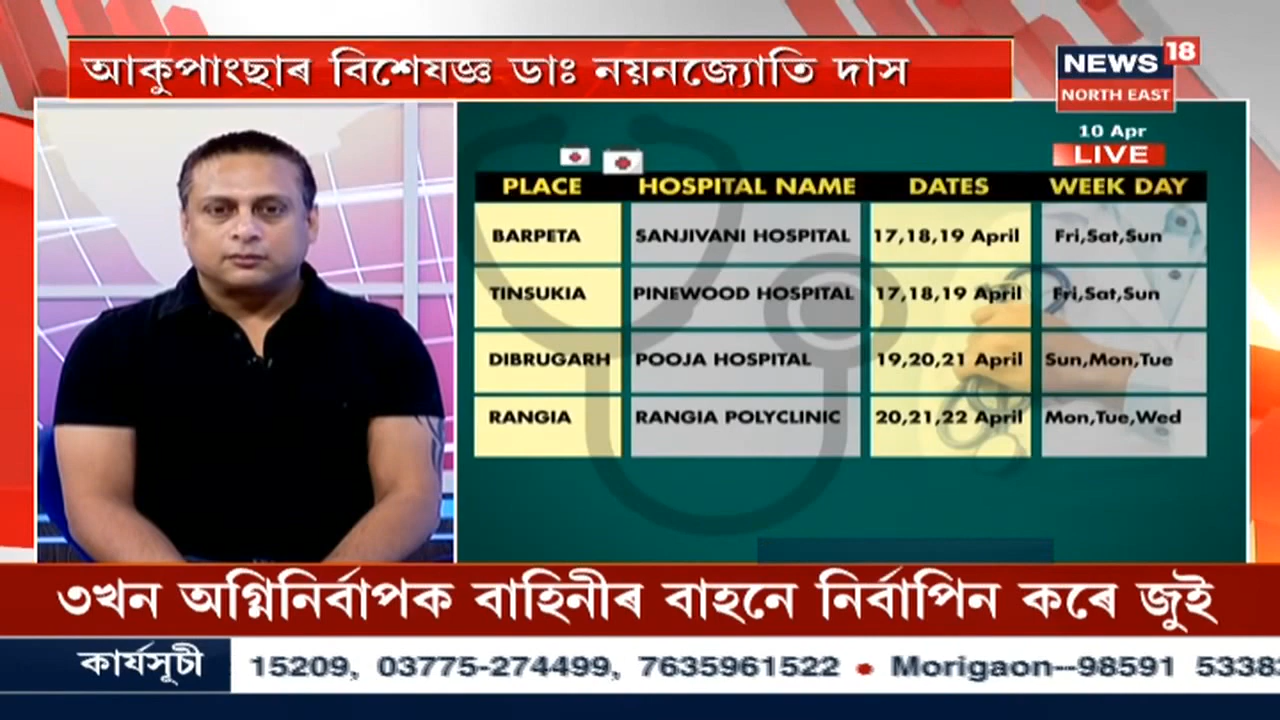 আকুপাংছাৰ বিশেষজ্ঞ ডাঃ নয়নজ্যোতি দাস
NEWS 18
NORTH EAST
10 Apr
LIVE
PLACE HOSPITAL NAME DATES WEEK DAY
BARPETA SANJIVANI HOSPITAL 17,18,19 April Fri,Sat,Sun
TINSUKIA PINEWOOD HOSPITAL 17,18,19 April Fri,Sat,Sun
DIBRUGARH POOJA HOSPITAL 19,20,21 April Sun,Mon,Tue
RANGIA RANGIA POLYCLINIC 20,21,22 April Mon,Tue,Wed
৩খন অগ্নিনিৰ্বাপক বাহিনীৰ বাহনে নিৰ্বাপিন কৰে জুই
কাৰ্যসূচী 15209, 03775-274499, 7635961522 • Morigaon--98591 5338